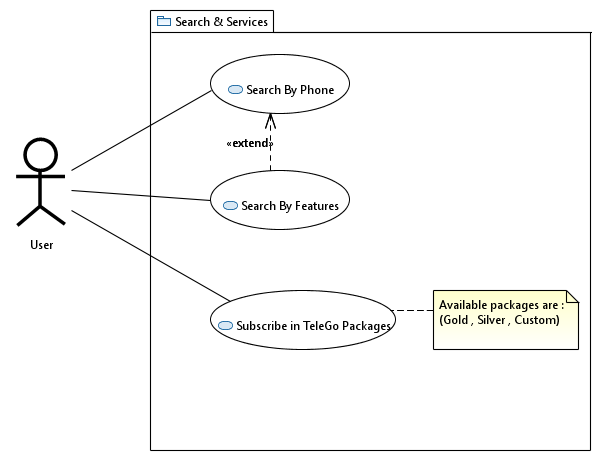 Search & Services
Search By Phone
«extend»
Search By Features
User
Subscribe in TeleGo Packages
Available packages are :
(Gold , Silver , Custom)